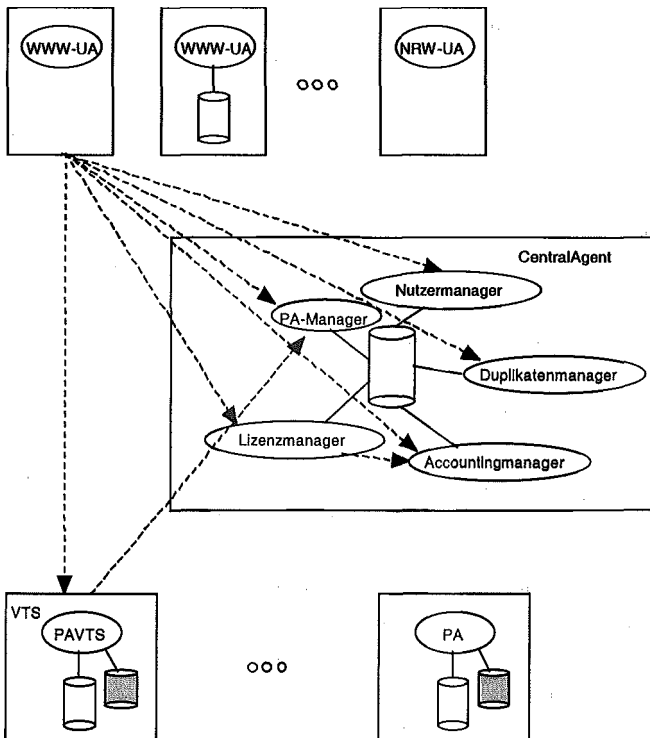 WWW-UA
WWW-UA
NRW-UA
CentralAgent
Nutzermanager
PA-Manager
Duplikatenmanager
Lizenzmanager
Accountingmanager
VTS
PAVTS
PA